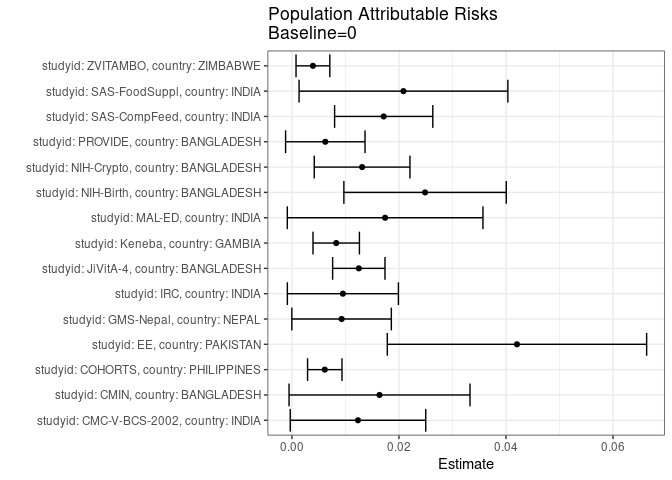 Population Attributable Risks
Baseline=0
studyid: ZVITAMBO, country: ZIMBABWE
studyid: SAS-FoodSuppl, country: INDIA
studyid: SAS-CompFeed, country: INDIA
studyid: PROVIDE, country: BANGLADESH
studyid: NIH-Crypto, country: BANGLADESH
studyid: NIH-Birth, country: BANGLADESH
studyid: MAL-ED, country: INDIA
studyid: Keneba, country: GAMBIA
studyid: JiVitA-4, country: BANGLADESH
studyid: IRC, country: INDIA
studyid: GMS-Nepal, country: NEPAL
studyid: EE, country: PAKISTAN
studyid: COHORTS, country: PHILIPPINES
studyid: CMIN, country: BANGLADESH
studyid: CMC-V-BCS-2002, country: INDIA
0.00 0.02 0.04 0.06
Estimate